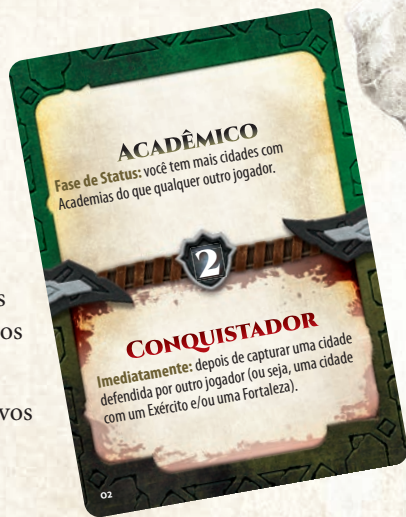 ACADÊMICO
Fase de Status: você tem mais cidades com
Academias do que qualquer outro jogador.
2
CONQUISTADOR
Imediatamente: depois de capturar uma cidade
defendida por outro jogador (ou seja, uma cidade
com um Exército e/ou uma Fortaleza).
02
s
os
vos